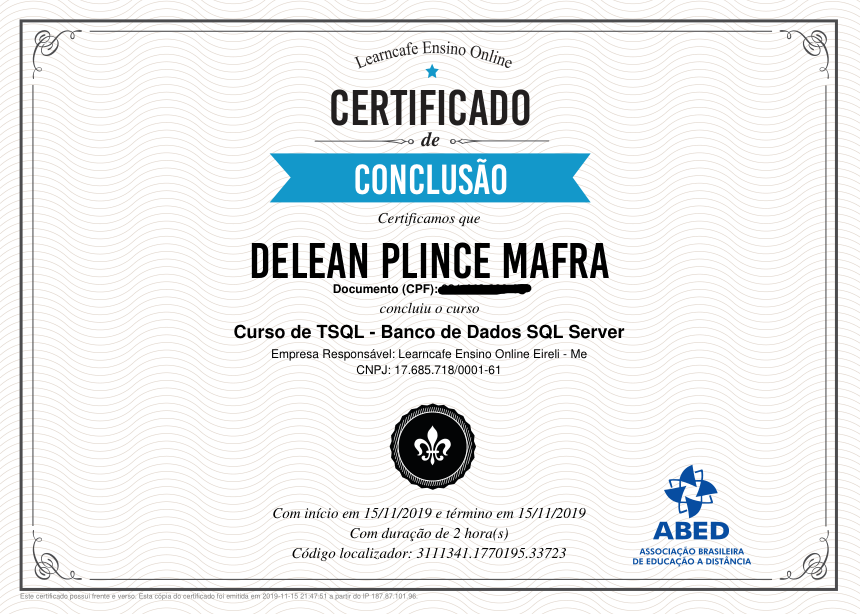 Learncafe Ensino Online
CERTIFICADO
de
CONCLUSÃO
Certificamos que
DELEAN PLINCE MAFRA
Documento (CPF):
concluiu o curso
Curso de TSQL - Banco de Dados SQL Server
Empresa Responsável: Learncafe Ensino Online Eireli - Me
CNPJ: 17.685.718/0001-61
Com início em 15/11/2019 e término em 15/11/2019
Com duração de 2 hora(s)
Código localizador: 3111341.1770195.33723
ABED
ASSOCIAÇÃO BRASILEIRA
DE EDUCAÇÃO A DISTÂNCIA
Este certificado possui frente e verso. Esta cópia do certificado foi emitida em 2019-11-15 21:47:51 a partir do IP 187.87.101.96.